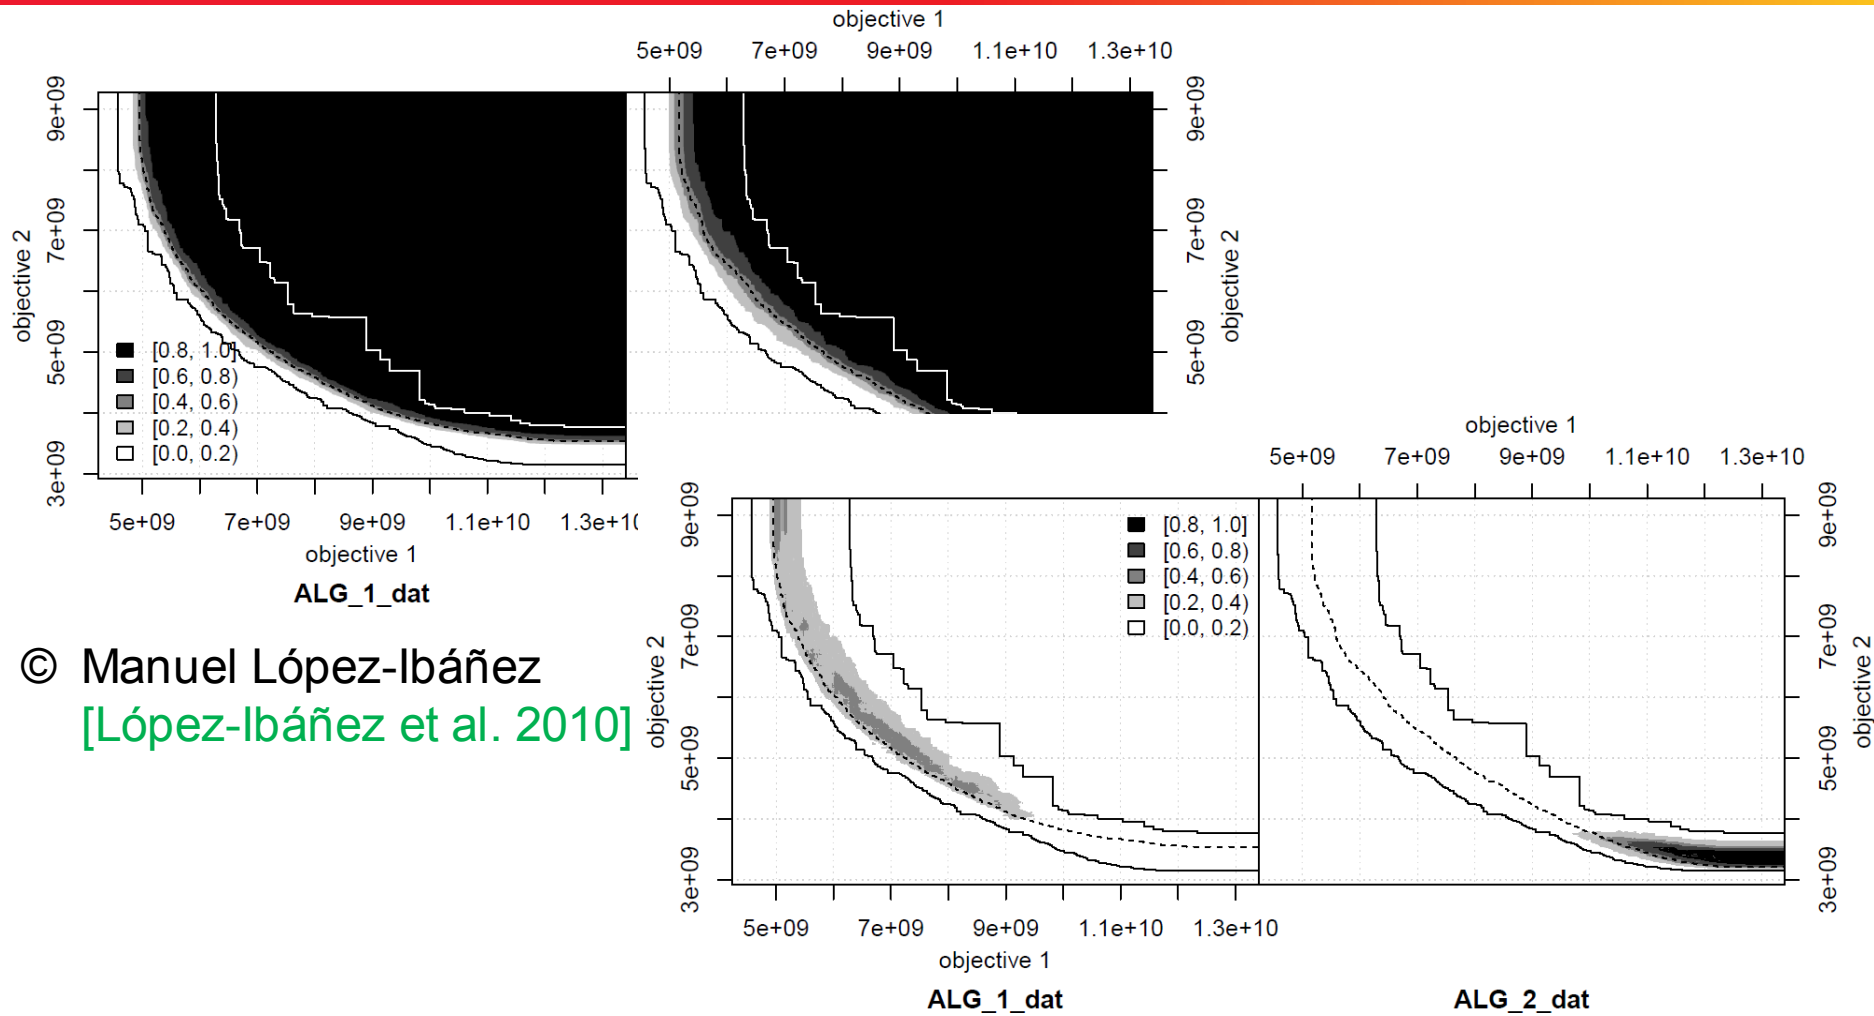 objective 1
5e+09 7e+09 9e+09 1.1e+10 1.3e+10
9e+09
7e+09
5e+09
3e+09
objective 2
[0.8, 1.0]
[0.6, 0.8)
[0.4, 0.6)
[0.2, 0.4)
[0.0, 0.2)
5e+09 7e+09 9e+09 1.1e+10 1.3e+1
objective 1
ALG_1_dat
9e+09
7e+09
5e+09
objective 2
© Manuel López-Ibáñez
[López-Ibáñez et al. 2010]
objective 1
5e+09 7e+09 9e+09 1.1e+10 1.3e+10
9e+09
7e+09
5e+09
3e+09
objective 2
[0.8, 1.0]
[0.6, 0.8)
[0.4, 0.6)
[0.2, 0.4)
[0.0, 0.2)
5e+09 7e+09 9e+09 1.1e+10 1.3e+10
objective 1
ALG_1_dat
9e+09
7e+09
5e+09
3e+09
objective 2
ALG_2_dat